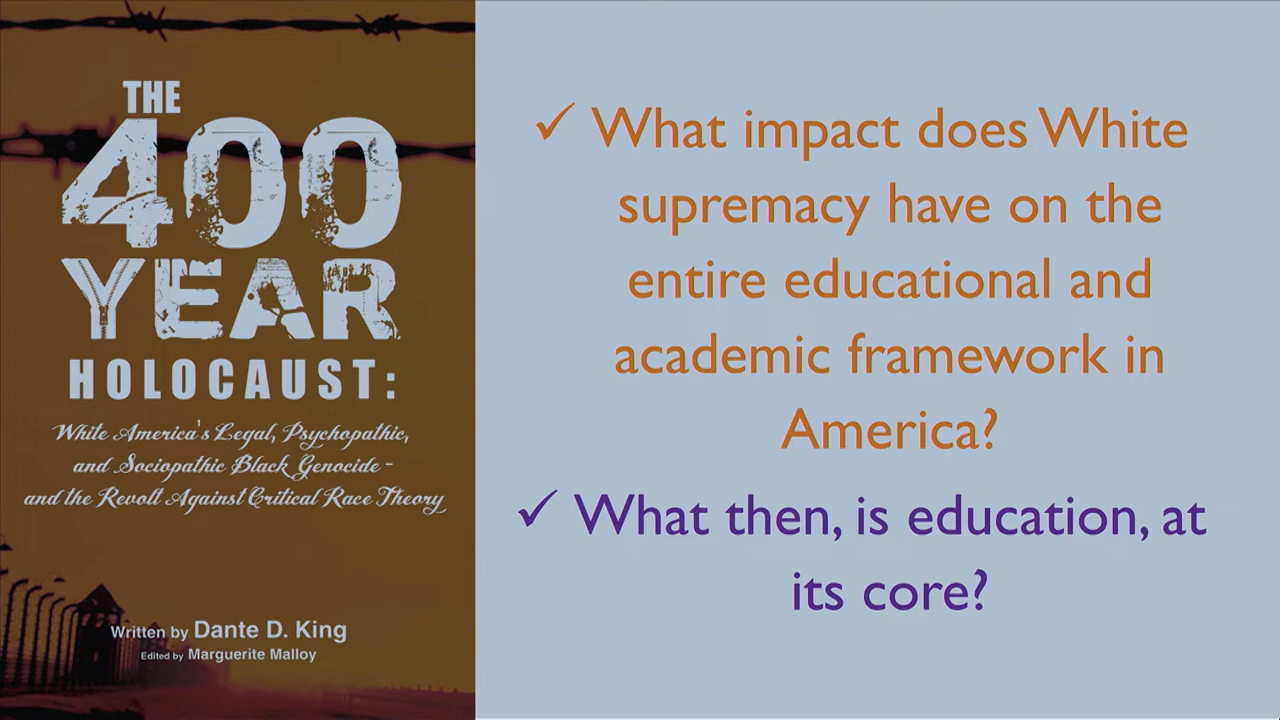 THE
400
YEAR
HOLOCAUST:
White America's Legal, Psychopathic,
and Sociopathic Black Genocide -
and the Revolt Against Critical Race Theory
Written by Dante D. King
Edited by Marguerite Malloy
✓ What impact does White
supremacy have on the
entire educational and
academic framework in
America?
✓ What then, is education, at
its core?